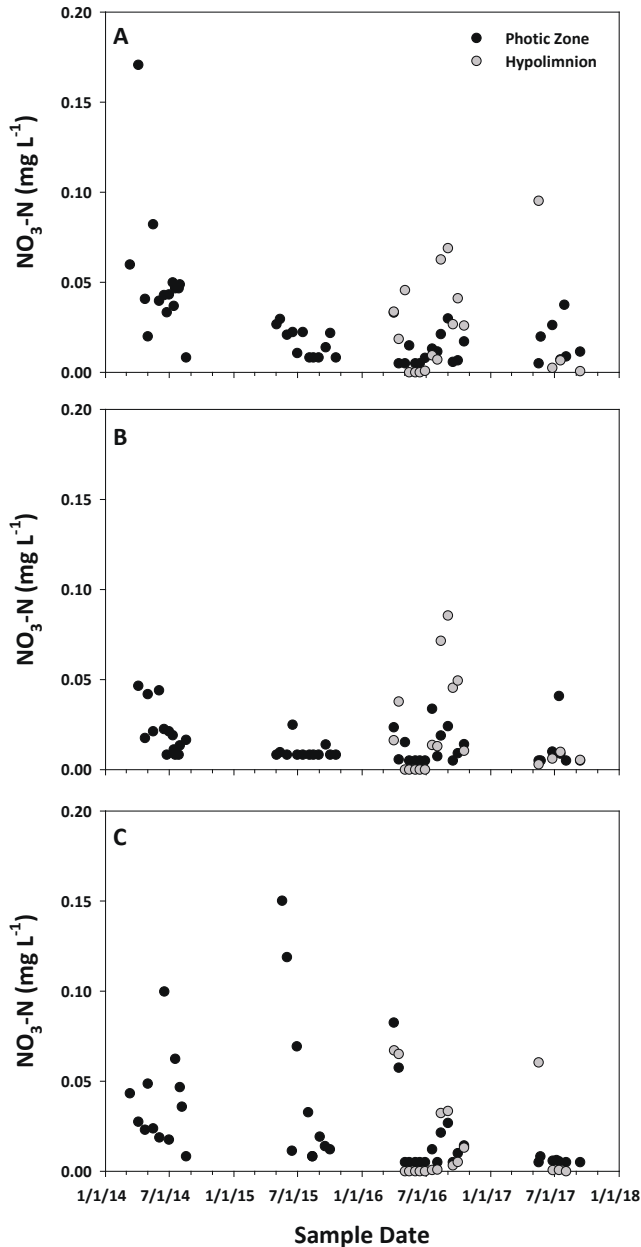 A
Photic Zone
Hypolimnion
NO3-N (mg L-1)
0.20
0.15
0.10
0.05
0.00
B
NO3-N (mg L-1)
0.20
0.15
0.10
0.05
0.00
C
NO3-N (mg L-1)
0.20
0.15
0.10
0.05
0.00
1/1/14 7/1/14 1/1/15 7/1/15 1/1/16 7/1/16 1/1/17 7/1/17 1/1/18
Sample Date